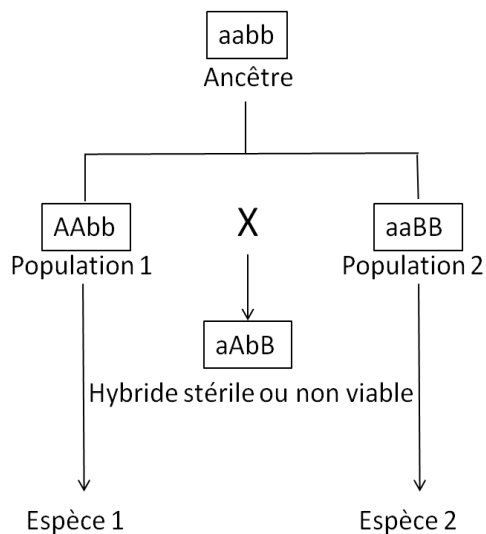 aabb
Ancêtre
AAbb
X
aaBB
Population 1
Population 2
aAbB
Hybride stérile ou non viable
Espèce 1
Espèce 2